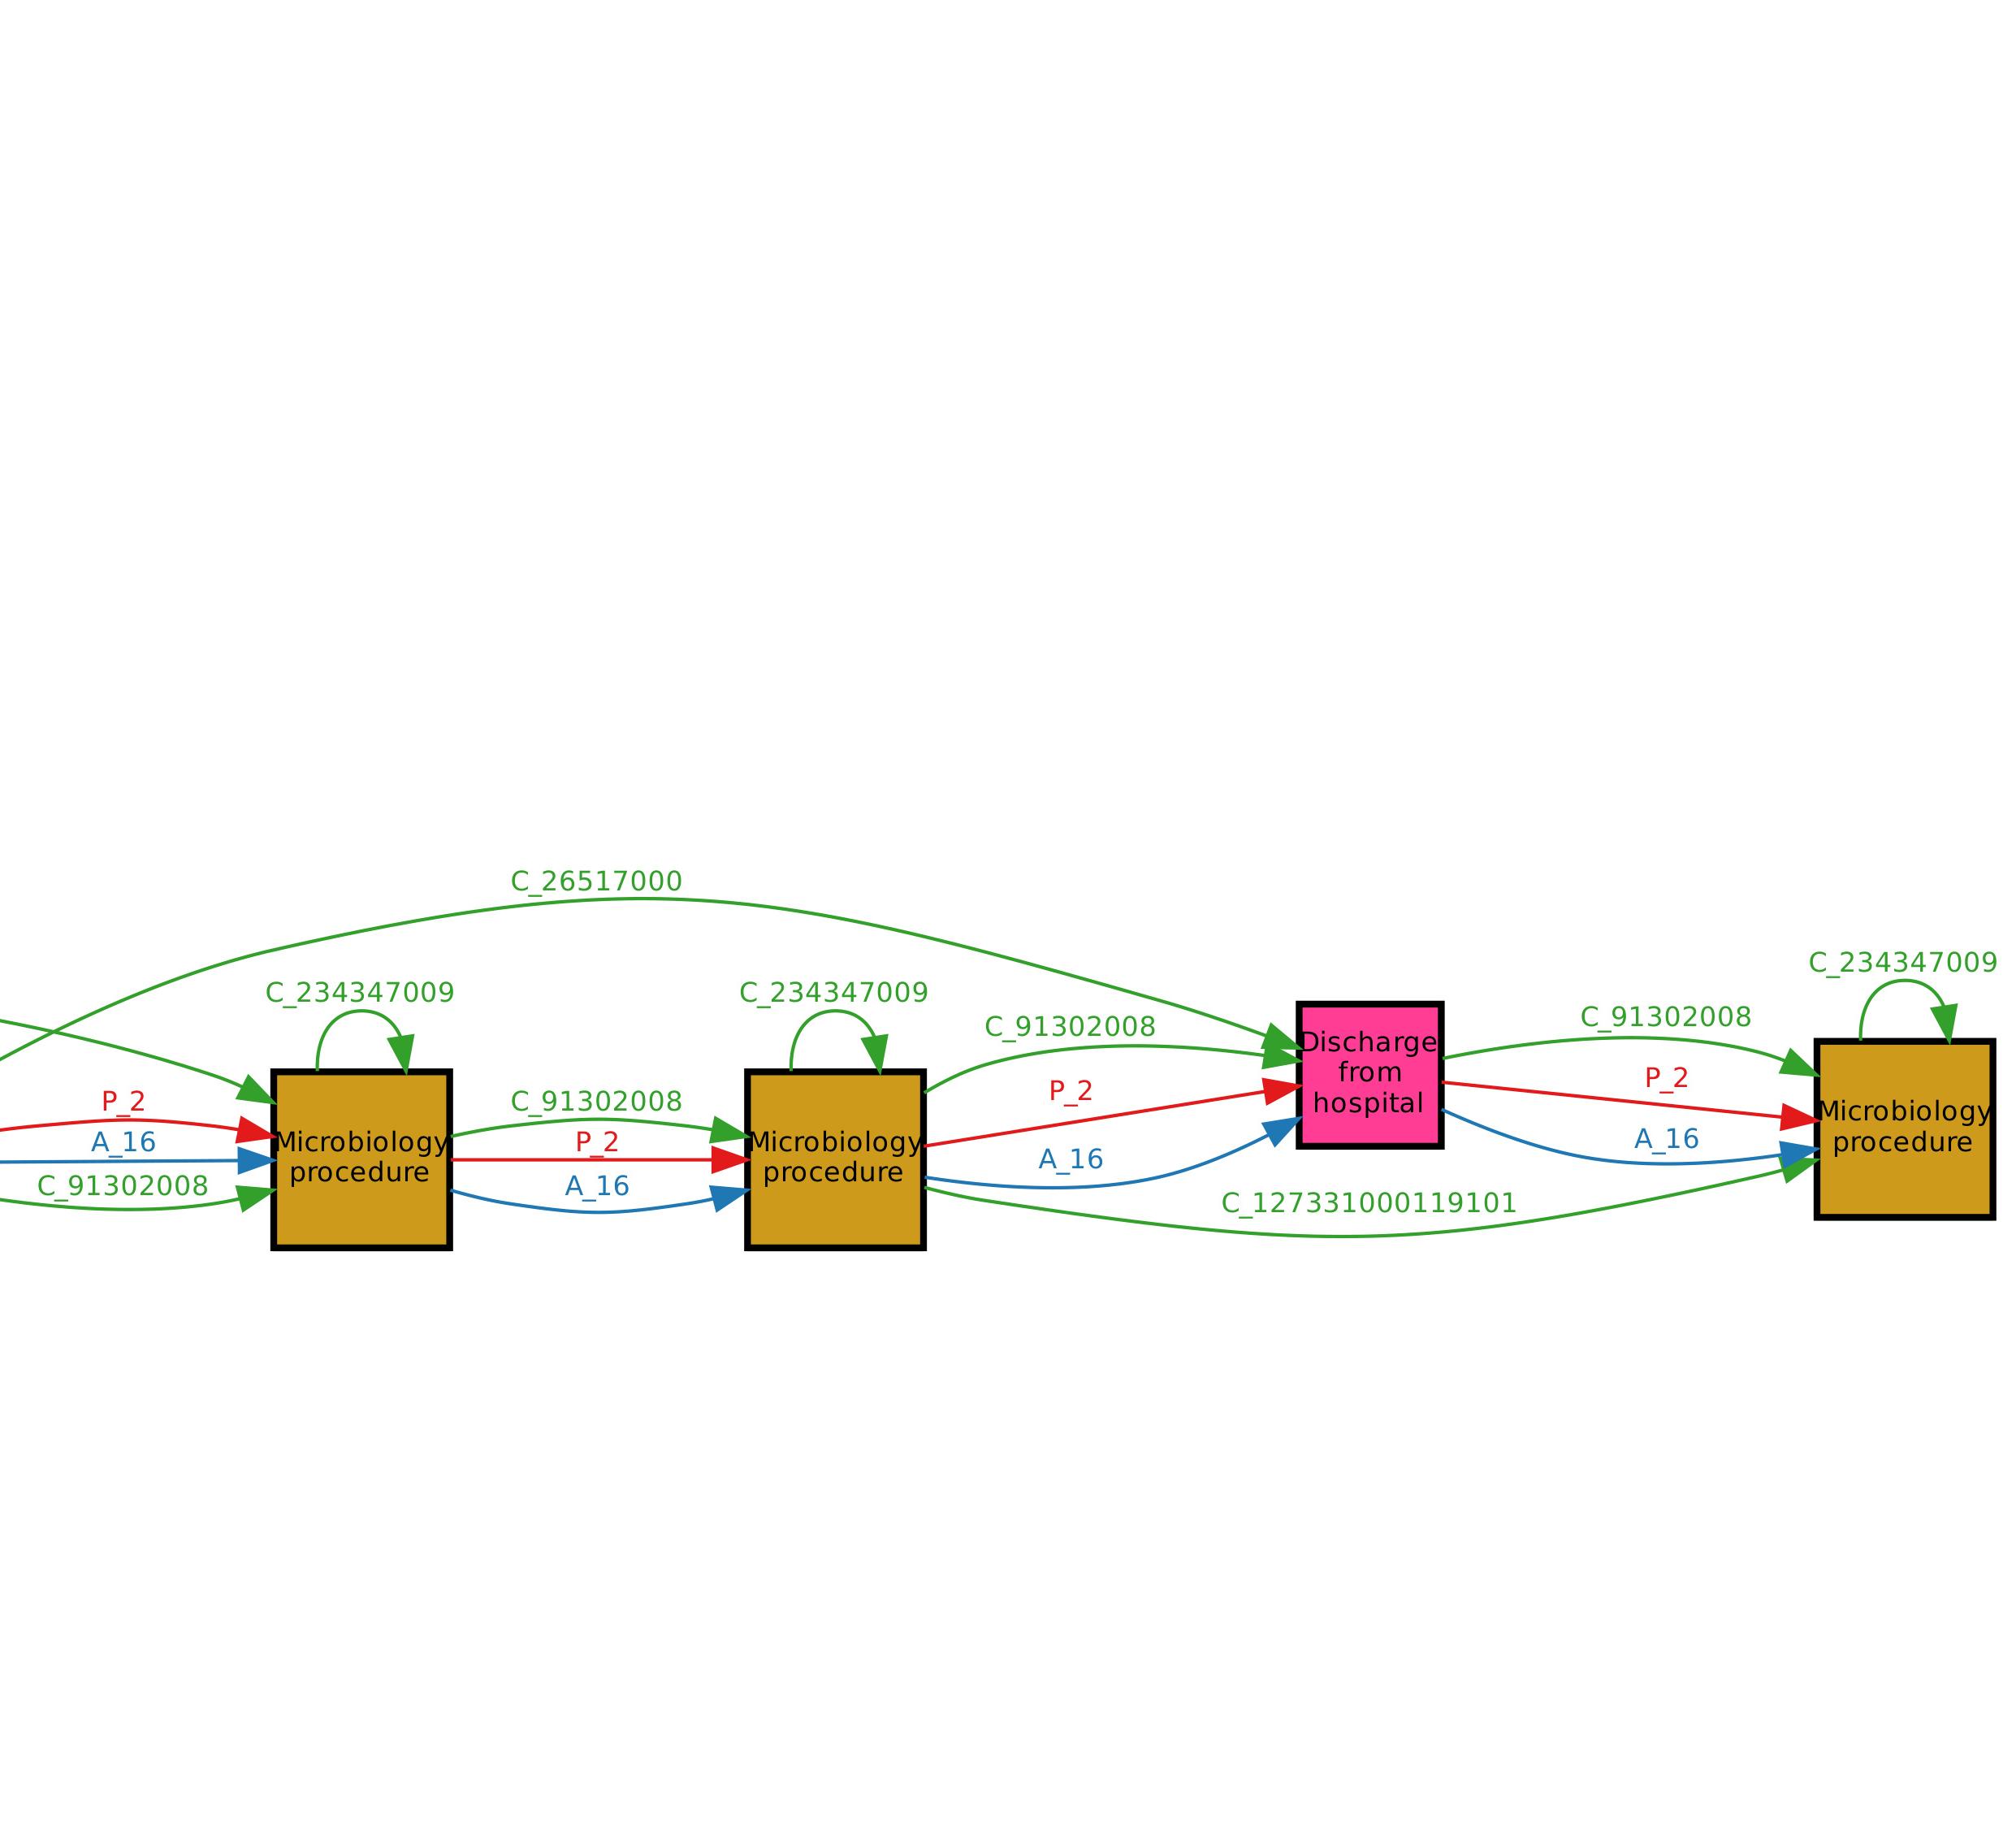 C_26517000
C_234347009
C_234347009
C_234347009
P_2
A_16
C_91302008
Microbiology
procedure
C_91302008
P_2
A_16
Microbiology
procedure
C_91302008
P_2
A_16
C_127331000119101
Discharge
from
hospital
C_91302008
P_2
A_16
Microbiology
procedure